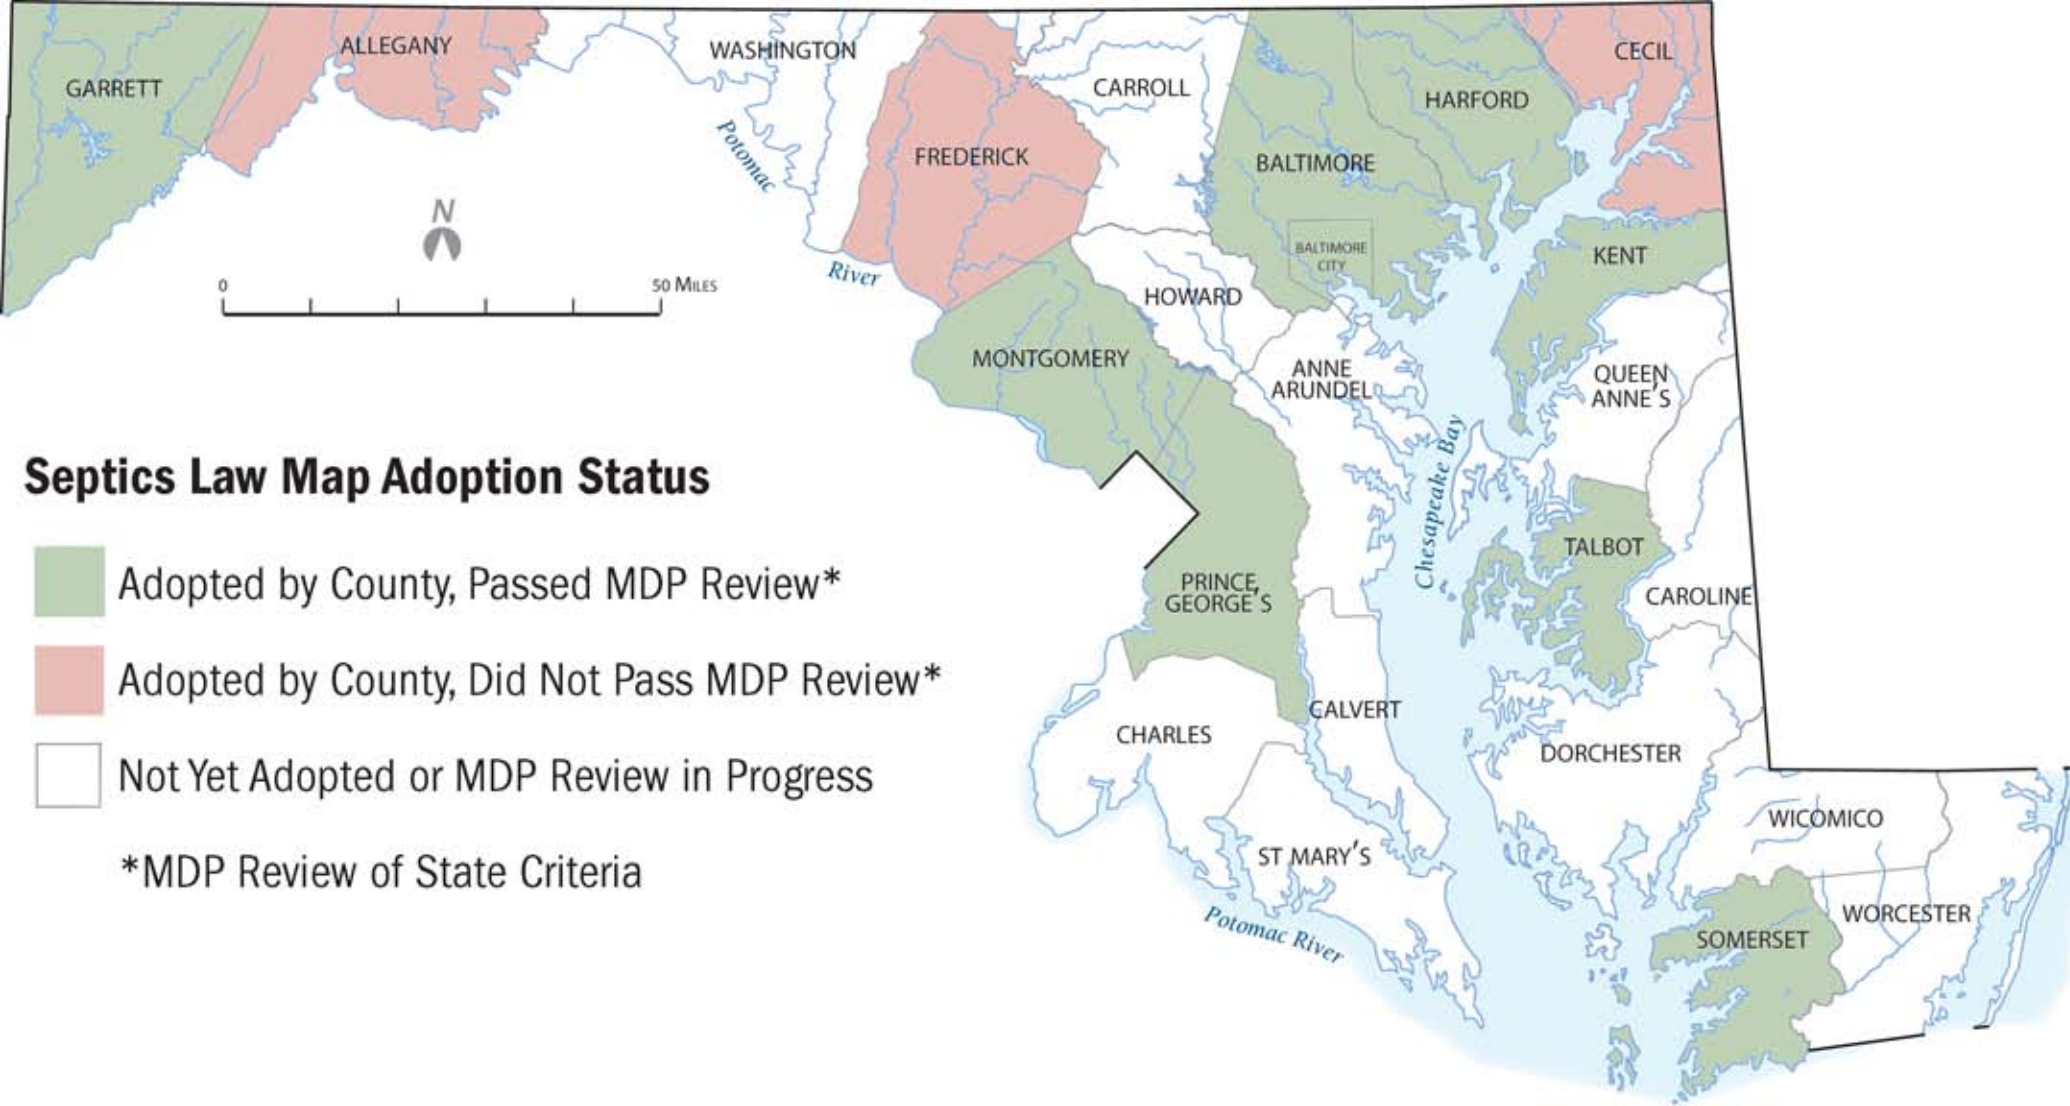 GARRETT
ALLEGANY
WASHINGTON
FREDERICK
CARROLL
BALTIMORE
BALTIMORE
CITY
HARFORD
CECIL
KENT
HOWARD
MONTGOMERY
ANNE
ARUNDEL
QUEEN
ANNE'S
PRINCE
GEORGE'S
TALBOT
CAROLINE
CALVERT
CHARLES
DORCHESTER
ST MARY'S
WICOMICO
WORCESTER
SOMERSET
Potomac
River
Chesapeake Bay
Potomac River
N
0
50 MILES
Septics Law Map Adoption Status
Adopted by County, Passed MDP Review*
Adopted by County, Did Not Pass MDP Review*
Not Yet Adopted or MDP Review in Progress
*MDP Review of State Criteria